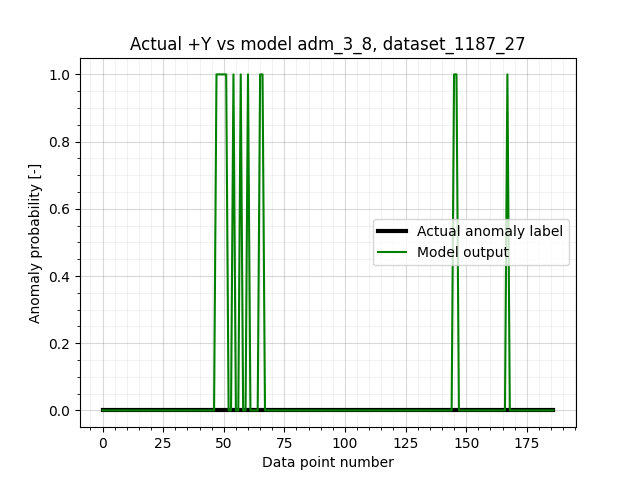 Actual +Y vs model adm_3_8, dataset_1187_27
1.0
0.8
0.6
0.4
0.2
0.0
Anomaly probability [-]
Actual anomaly label
Model output
0 25 50 75 100 125 150 175
Data point number